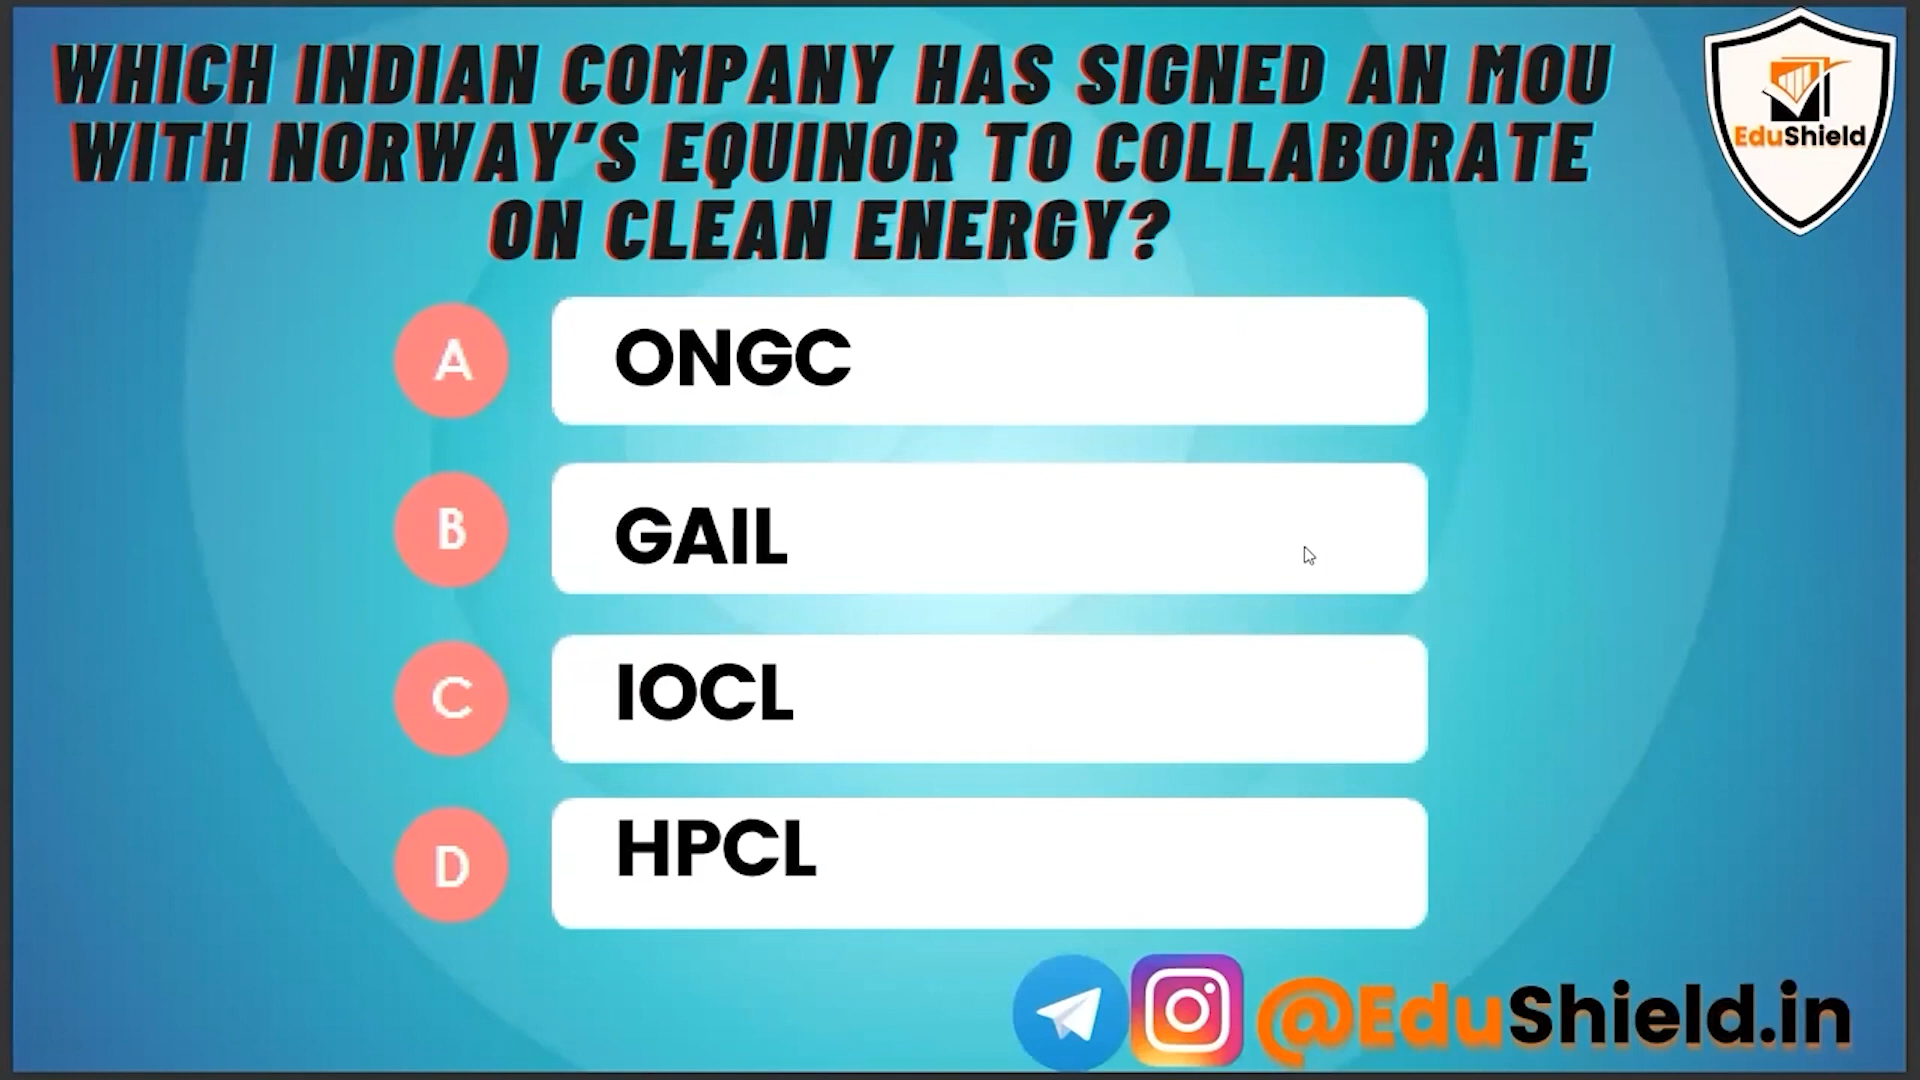 WHICH INDIAN COMPANY HAS SIGNED AN MOU
WITH NORWAY'S EQUINOR TO COLLABORATE
ON CLEAN ENERGY?
EduShield
A ONGC
B GAIL
C IOCL
D HPCL
@EduShield.in